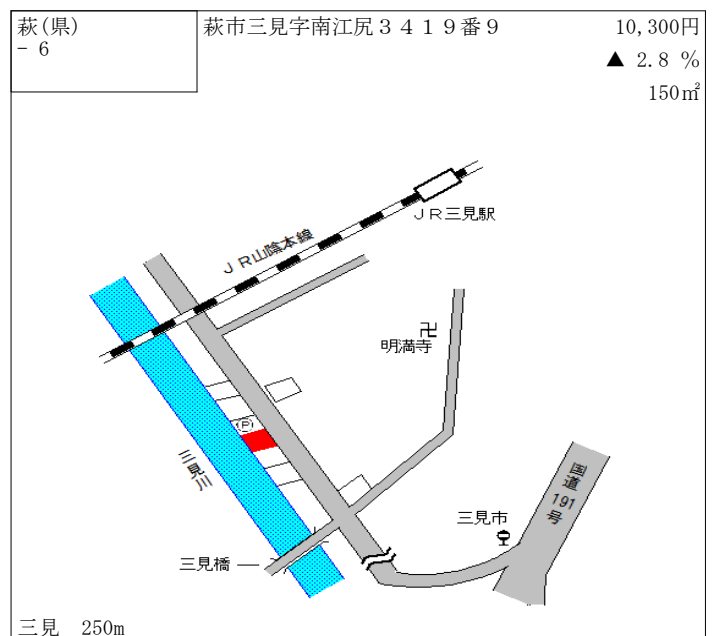 萩(県)
- 6
萩市三見字南江尻3419番9
10,300円
▲ 2.8 %
150㎡
JR三見駅
JR山陰本線
卍
明満寺
P
三見川
国道191号
三見市
三見橋
三見 250m